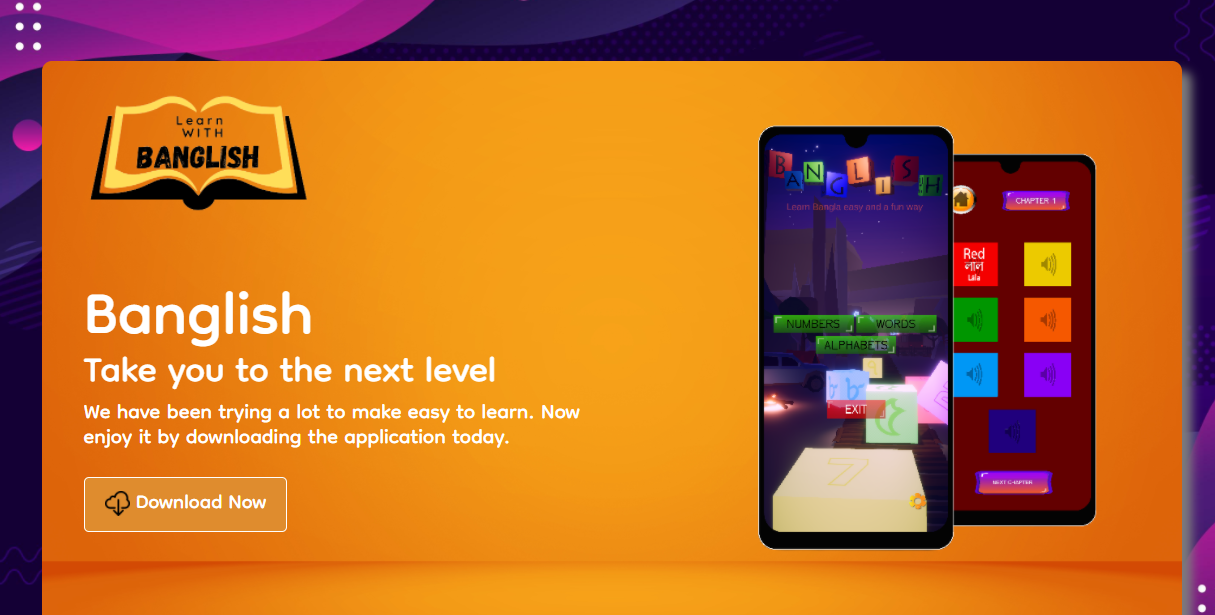 Learn
WITH
BANGLISH
Banglish
Take you to the next level
We have been trying a lot to make easy to learn. Now
enjoy it by downloading the application today.
Download Now
BANGLISH
Learn Bangla easy and a fun way
NUMBERS
WORDS
ALPHABETS
EXIT
CHAPTER 1
Red
लाल
Lala
NEXT CHAPTER